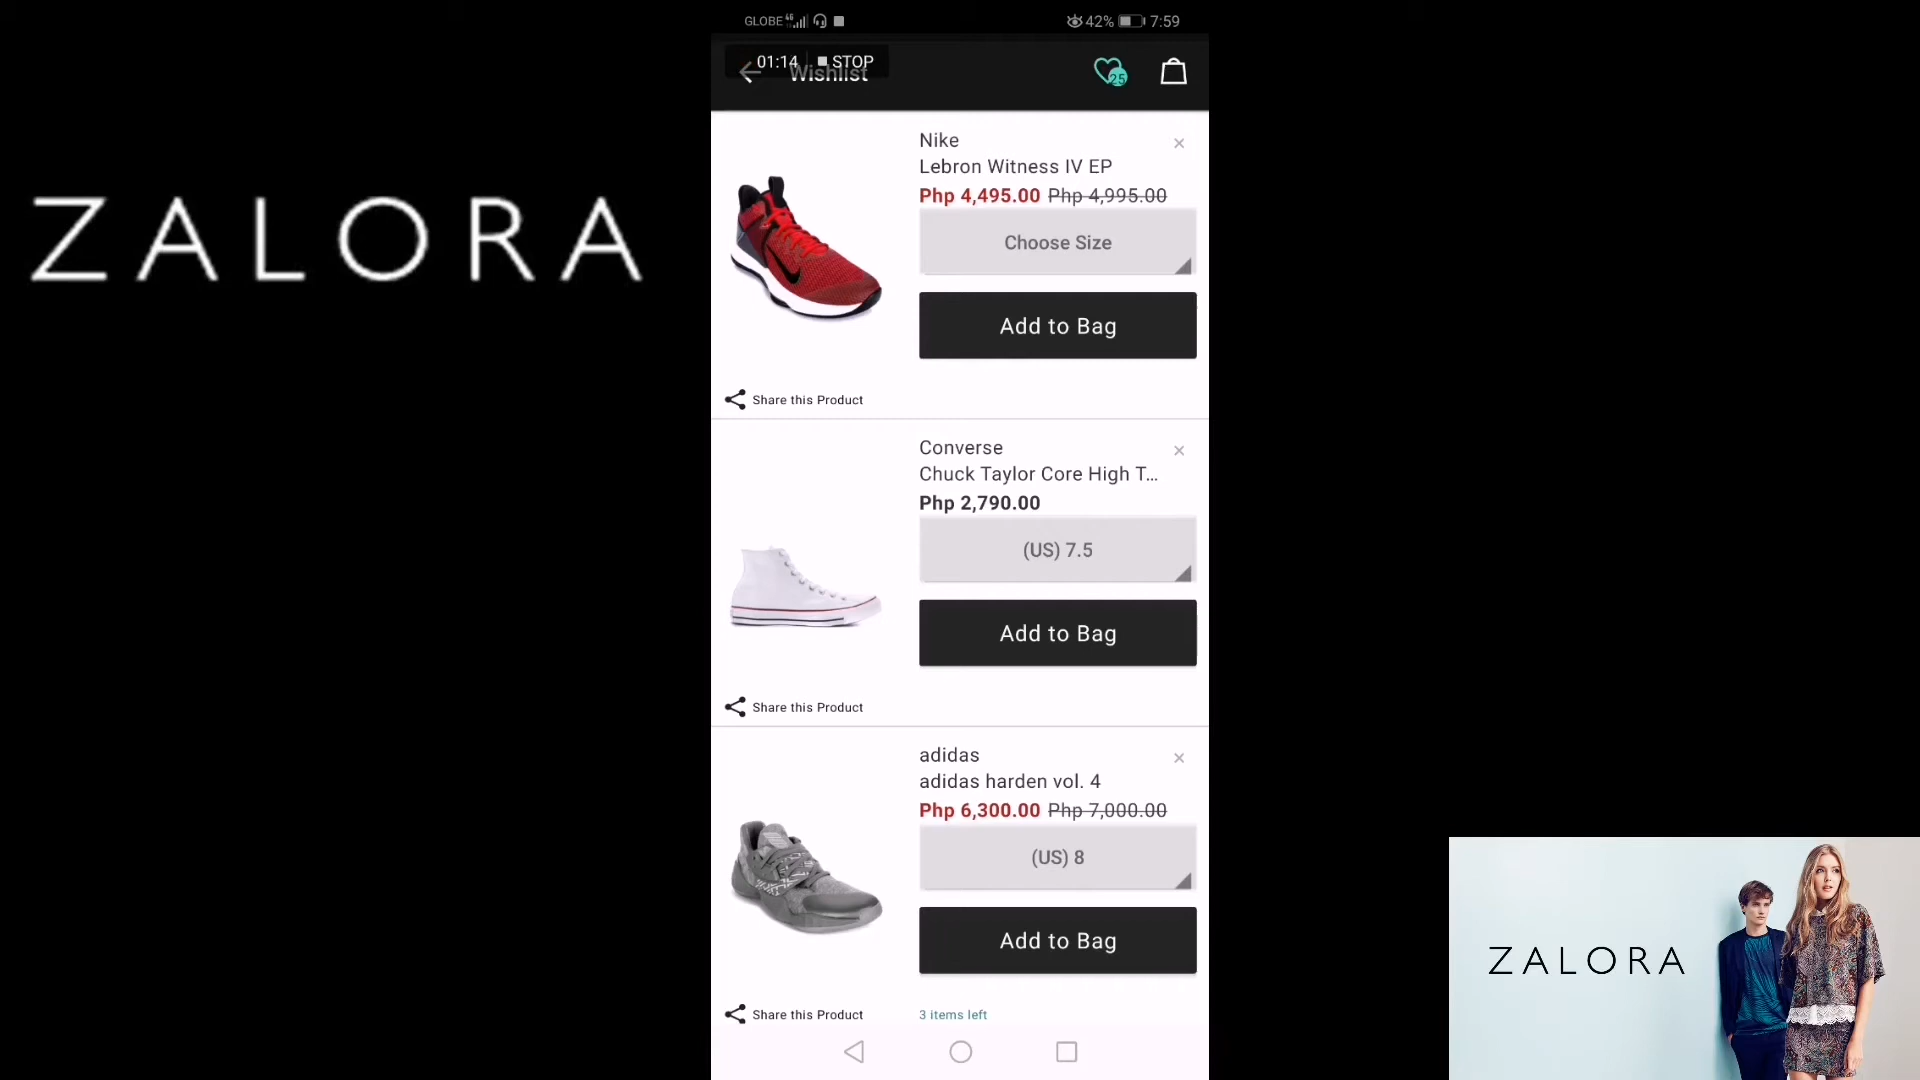 ZALORA
GLOBE 4G 42% 7:59
01:14 STOP
Wishlist
25
Nike
Lebron Witness IV EP
Php 4,495.00 Php 4,995.00
Choose Size
Add to Bag
Share this Product
Converse
Chuck Taylor Core High T...
Php 2,790.00
(US) 7.5
Add to Bag
Share this Product
adidas
adidas harden vol. 4
Php 6,300.00 Php 7,000.00
(US) 8
Add to Bag
Share this Product 3 items left
ZALORA